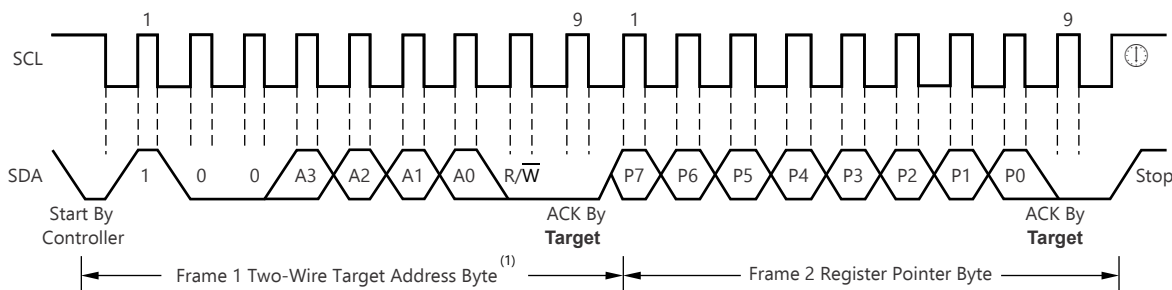 1 9 1 9
SCL
SDA 1 0 0 A3 A2 A1 A0 R/W̅ P7 P6 P5 P4 P3 P2 P1 P0 Stop
Start By ACK By ACK By
Controller Target Target
Frame 1 Two-Wire Target Address Byte (1) Frame 2 Register Pointer Byte